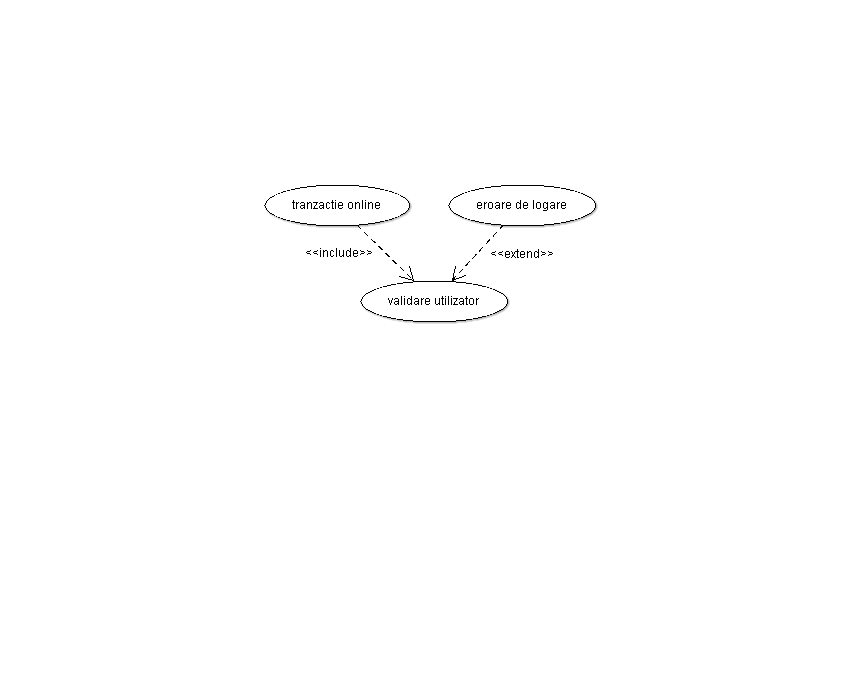 tranzactie online
eroare de logare
<<include>>
<<extend>>
validare utilizator